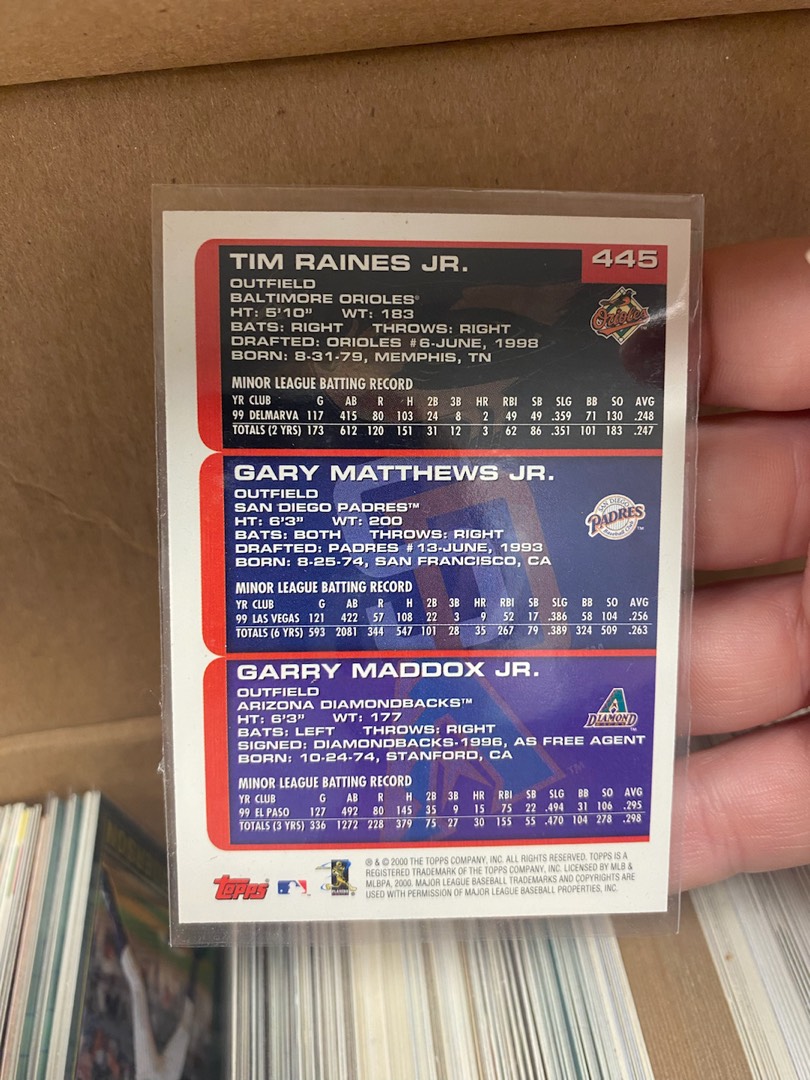 TIM RAINES JR.
445
OUTFIELD
BALTIMORE ORIOLES®
HT: 5'10" WT: 183
BATS: RIGHT THROWS: RIGHT
DRAFTED: ORIOLES #6-JUNE, 1998
BORN: 8-31-79, MEMPHIS, TN
Orioles
MINOR LEAGUE BATTING RECORD
YR CLUB G AB R H 2B 3B HR RBI SB SLG BB SO AVG
99 DELMARVA 117 415 80 103 24 8 2 49 49 .359 71 130 .248
TOTALS (2 YRS) 173 612 120 151 31 12 3 62 86 .351 101 183 .247
GARY MATTHEWS JR.
OUTFIELD
SAN DIEGO PADRES™
HT: 6'3" WT: 200
BATS: BOTH THROWS: RIGHT
DRAFTED: PADRES #13-JUNE, 1993
BORN: 8-25-74, SAN FRANCISCO, CA
SAN DIEGO
PADRES
MINOR LEAGUE BATTING RECORD
YR CLUB G AB R H 2B 3B HR RBI SB SLG BB SO AVG
99 LAS VEGAS 121 422 57 108 22 3 9 52 17 .386 58 104 .256
TOTALS (6 YRS) 593 2081 344 547 101 28 35 267 79 .389 324 509 .263
GARRY MADDOX JR.
OUTFIELD
ARIZONA DIAMONDBACKS™
HT: 6'3" WT: 177
BATS: LEFT THROWS: RIGHT
SIGNED: DIAMONDBACKS-1996, AS FREE AGENT
BORN: 10-24-74, STANFORD, CA
DIAMOND
MINOR LEAGUE BATTING RECORD
YR CLUB G AB R H 2B 3B HR RBI SB SLG BB SO AVG
99 EL PASO 127 492 80 145 35 9 15 75 22 .494 31 106 .295
TOTALS (3 YRS) 336 1272 228 379 75 27 30 155 55 .470 104 278 .298
topps
® & © 2000 THE TOPPS COMPANY, INC. ALL RIGHTS RESERVED. TOPPS IS A
REGISTERED TRADEMARK OF THE TOPPS COMPANY, INC. LICENSED BY MLB &
MLBPA, 2000. MAJOR LEAGUE BASEBALL TRADEMARKS AND COPYRIGHTS ARE
USED WITH PERMISSION OF MAJOR LEAGUE BASEBALL PROPERTIES, INC.